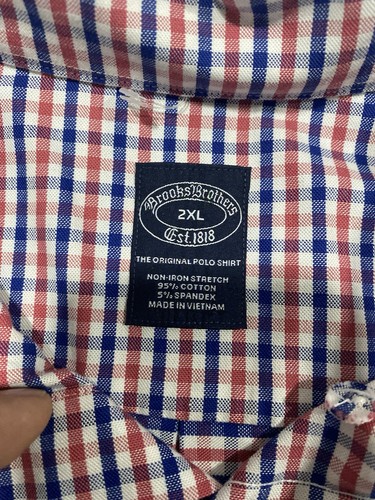 Brooks Brothers
2XL
Est. 1818
THE ORIGINAL POLO SHIRT
NON-IRON STRETCH
95% COTTON
5% SPANDEX
MADE IN VIETNAM